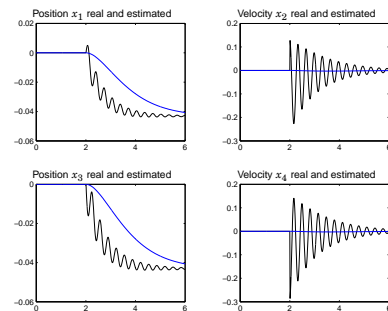 Position x₁ real and estimated
0.02
0
−0.02
−0.04
−0.06
0 2 4 6
Velocity x₂ real and estimated
0.2
0.1
0
−0.1
−0.2
−0.3
0 2 4 6
Position x₃ real and estimated
0
−0.02
−0.04
−0.06
0 2 4 6
Velocity x₄ real and estimated
0.2
0.1
0
−0.1
−0.2
−0.3
0 2 4 6